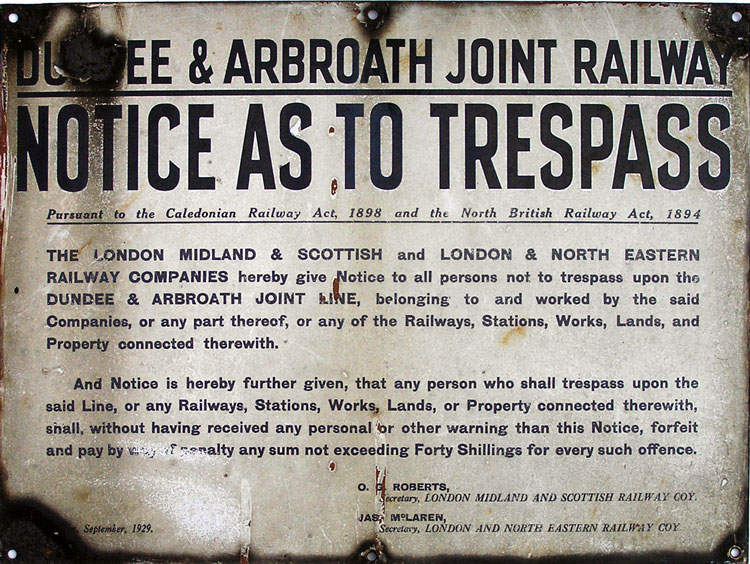 DUNDEE & ARBROATH JOINT RAILWAY
NOTICE AS TO TRESPASS
Pursuant to the Caledonian Railway Act, 1898 and the North British Railway Act, 1894
THE LONDON MIDLAND & SCOTTISH and LONDON & NORTH EASTERN
RAILWAY COMPANIES hereby give Notice to all persons not to trespass upon the
DUNDEE & ARBROATH JOINT LINE, belonging to and worked by the said
Companies, or any part thereof, or any of the Railways, Stations, Works, Lands, and
Property connected therewith.
And Notice is hereby further given, that any person who shall trespass upon the
said Line, or any Railways, Stations, Works, Lands, or Property connected therewith,
shall, without having received any personal or other warning than this Notice, forfeit
and pay by way of penalty any sum not exceeding Forty Shillings for every such offence.
O. G. ROBERTS,
Secretary, LONDON MIDLAND AND SCOTTISH RAILWAY COY.
JAS. McLAREN,
Secretary, LONDON AND NORTH EASTERN RAILWAY COY
September, 1929.